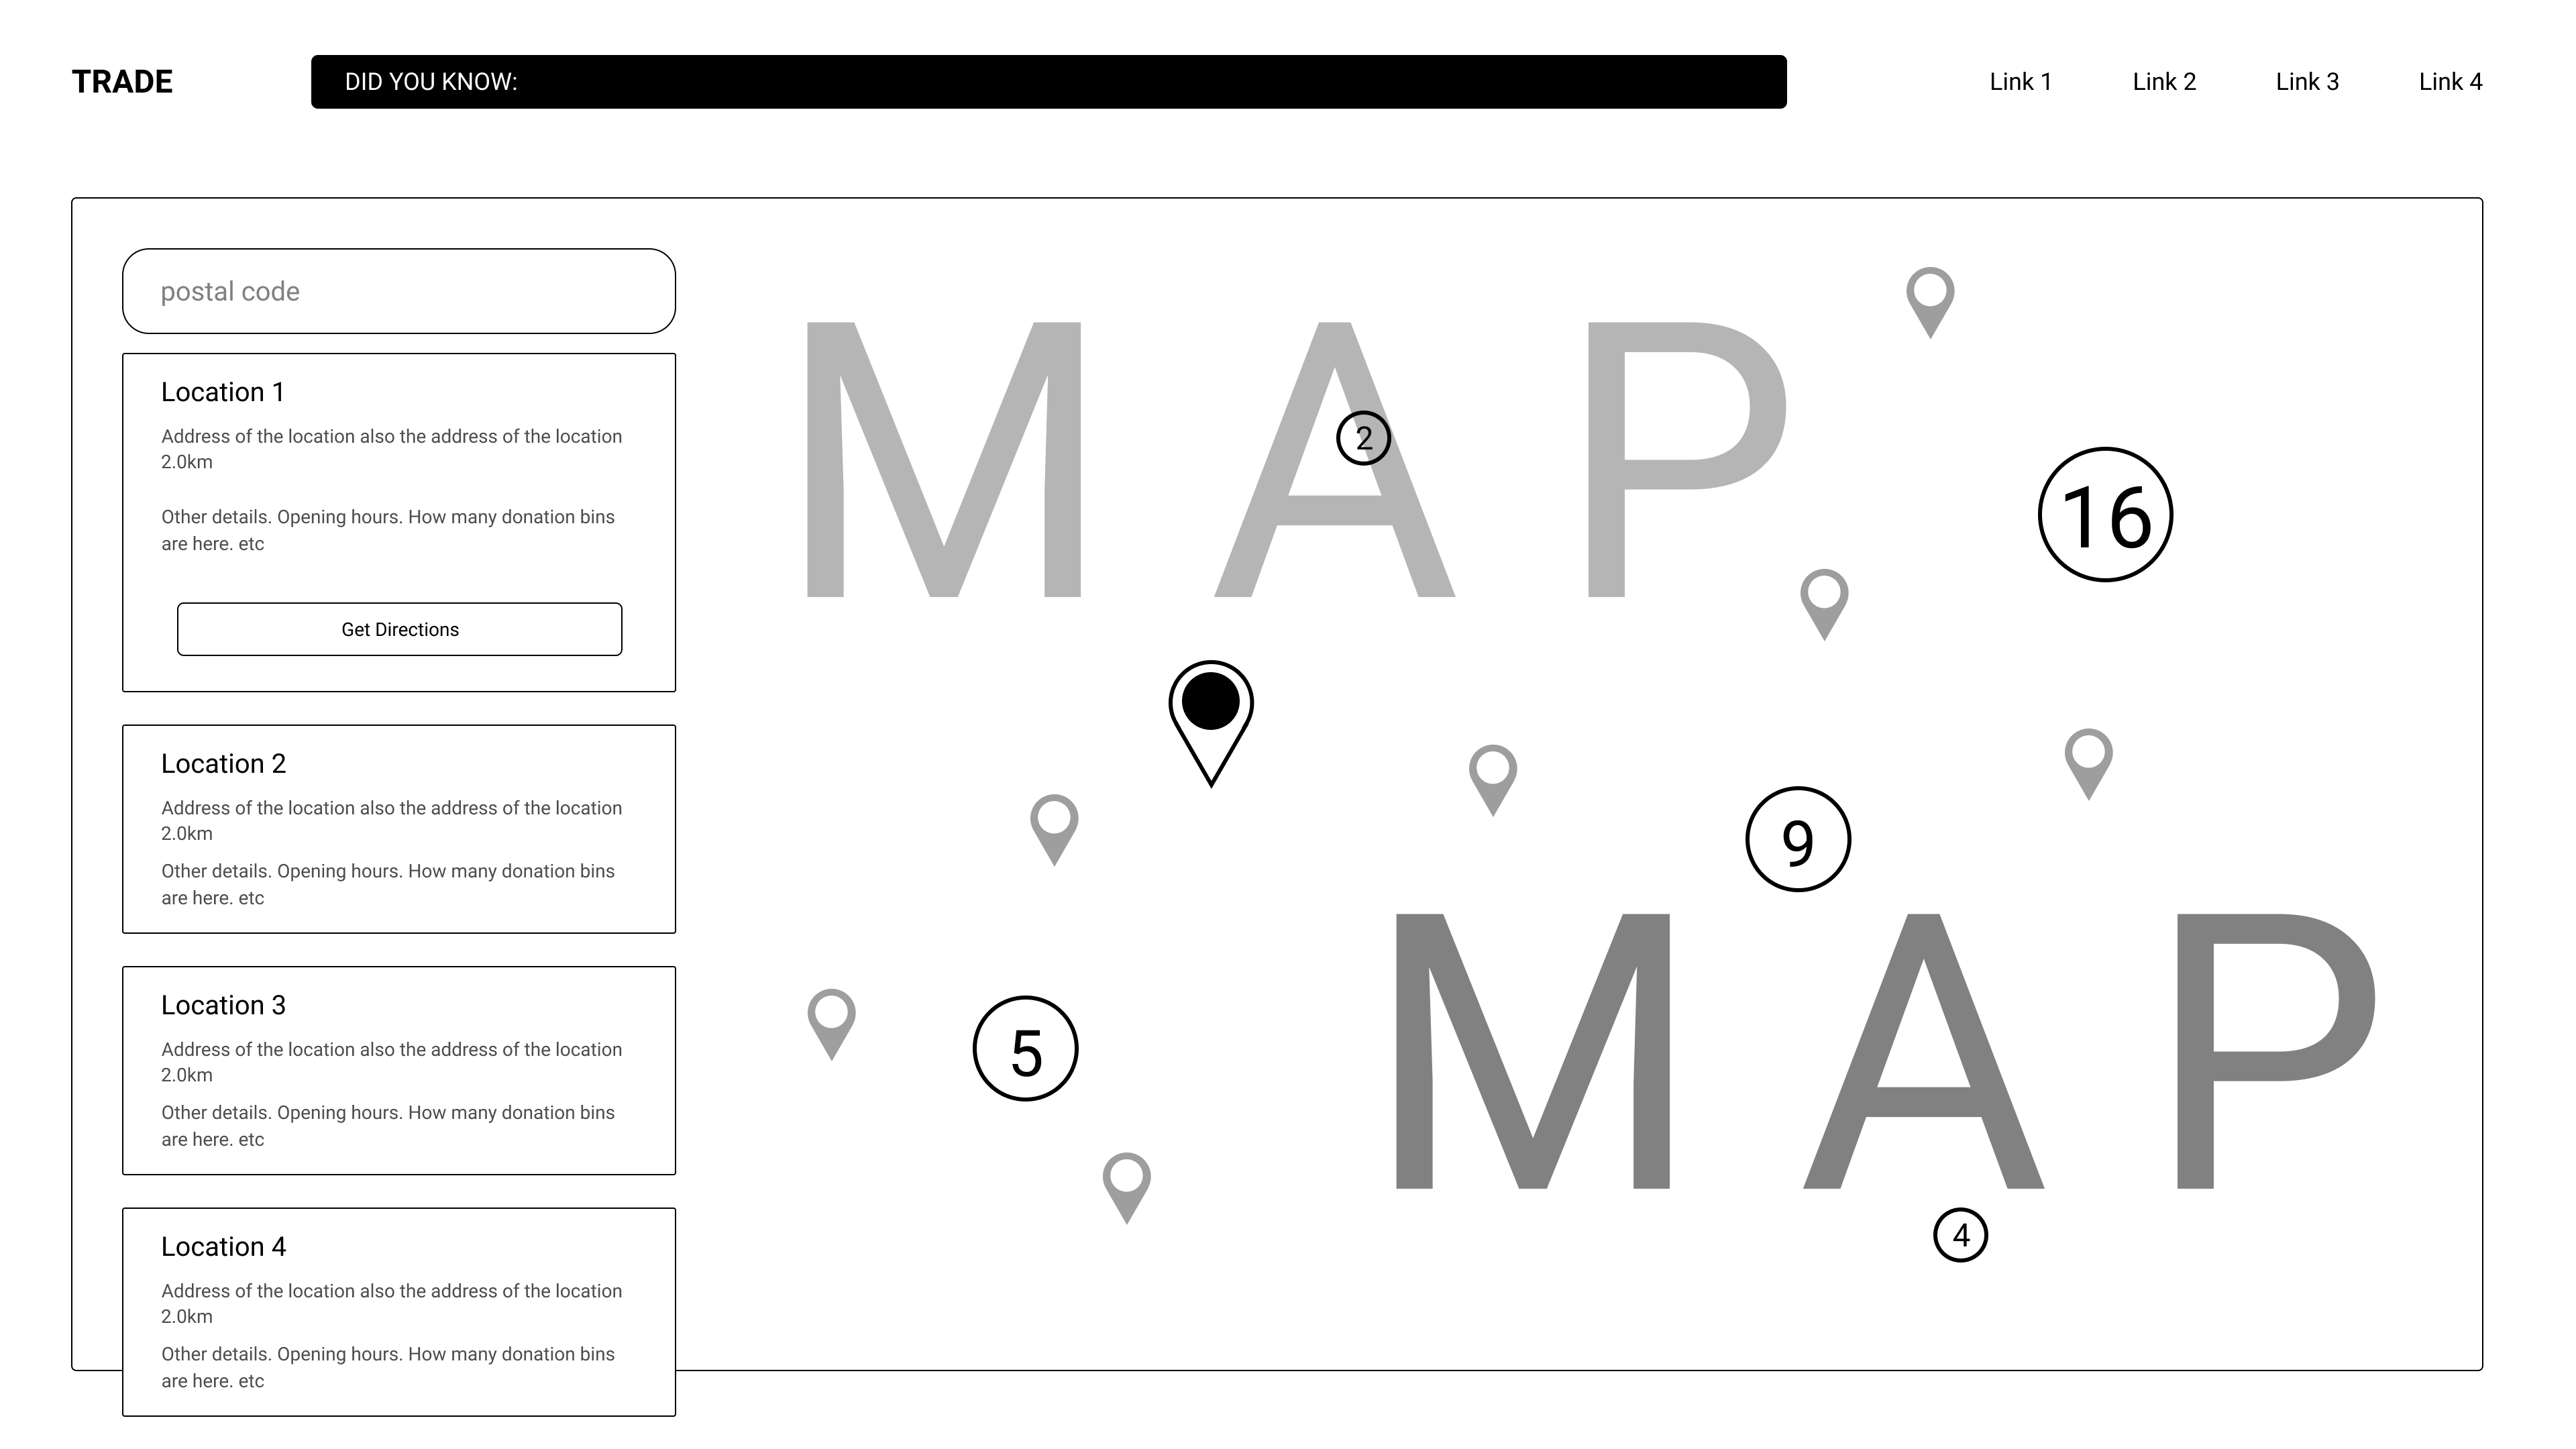 TRADE
DID YOU KNOW:
Link 1
Link 2
Link 3
Link 4
postal code
Location 1
Address of the location also the address of the location
2.0km
Other details. Opening hours. How many donation bins
are here. etc
Get Directions
Location 2
Address of the location also the address of the location
2.0km
Other details. Opening hours. How many donation bins
are here. etc
Location 3
Address of the location also the address of the location
2.0km
Other details. Opening hours. How many donation bins
are here. etc
Location 4
Address of the location also the address of the location
2.0km
Other details. Opening hours. How many donation bins
are here. etc
MAP
2
16
9
MAP
5
4